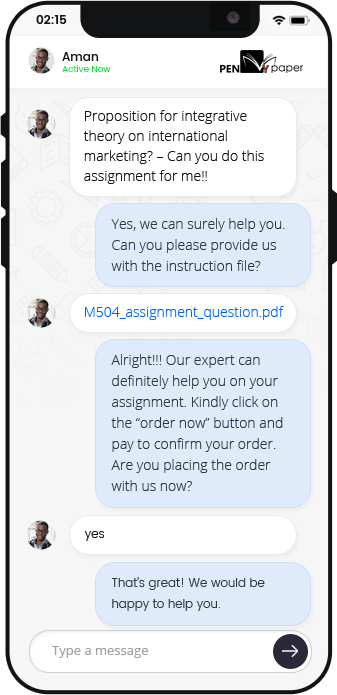 02:15
Aman
Active Now
PEN MY paper
Proposition for integrative
theory on international
marketing? – Can you do this
assignment for me!!
Yes, we can surely help you.
Can you please provide us
with the instruction file?
M504_assignment_question.pdf
Alright!!! Our expert can
definitely help you on your
assignment. Kindly click on
the “order now” button and
pay to confirm your order.
Are you placing the order
with us now?
yes
That's great! We would be
happy to help you.
Type a message